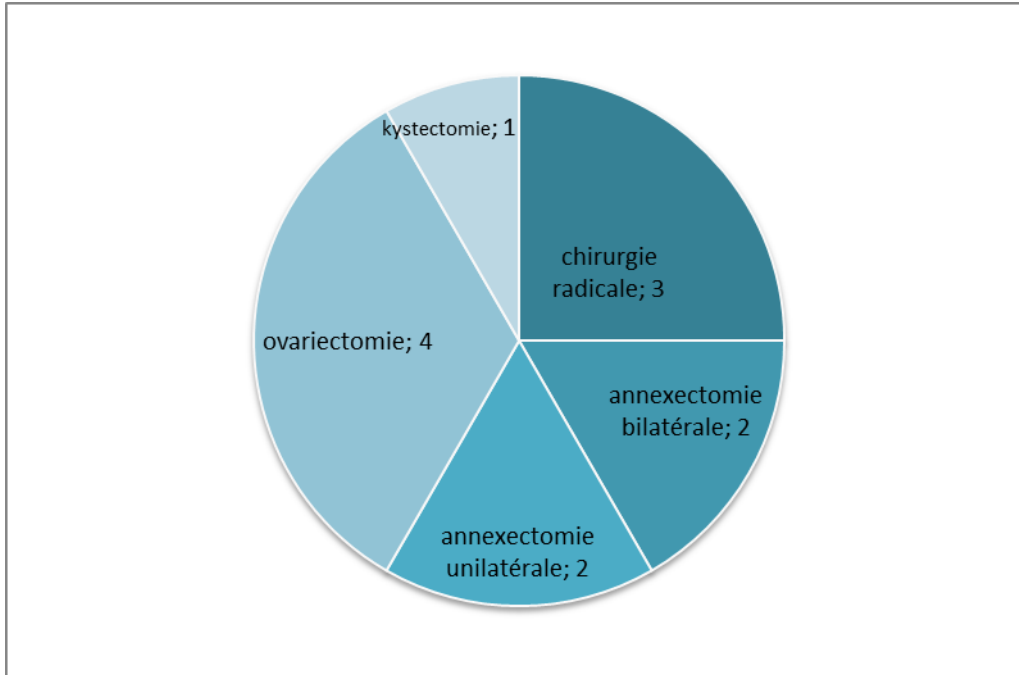 kystectomie; 1
chirurgie
radicale; 3
ovariectomie; 4
annexectomie
bilatérale; 2
annexectomie
unilatérale; 2